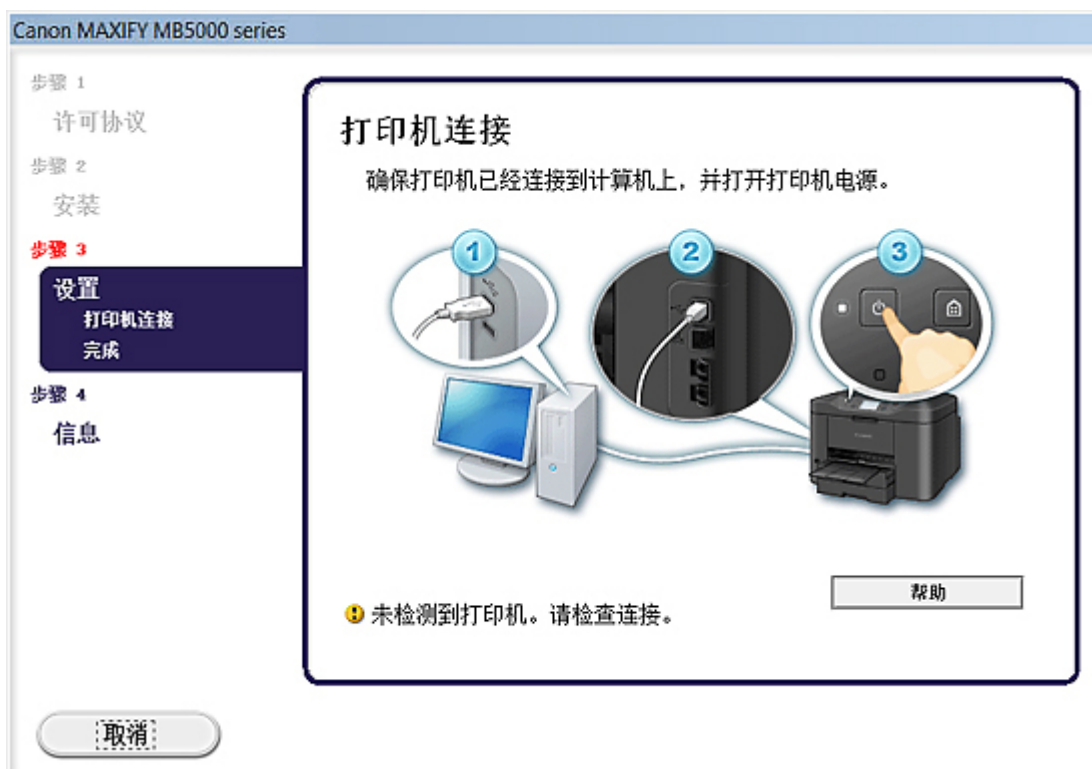 Canon MAXIFY MB5000 series
步骤 1
许可协议
步骤 2
安装
步骤 3
设置
打印机连接
完成
步骤 4
信息
打印机连接
确保打印机已经连接到计算机上，并打开打印机电源。
1
2
3
未检测到打印机。请检查连接。
帮助
取消